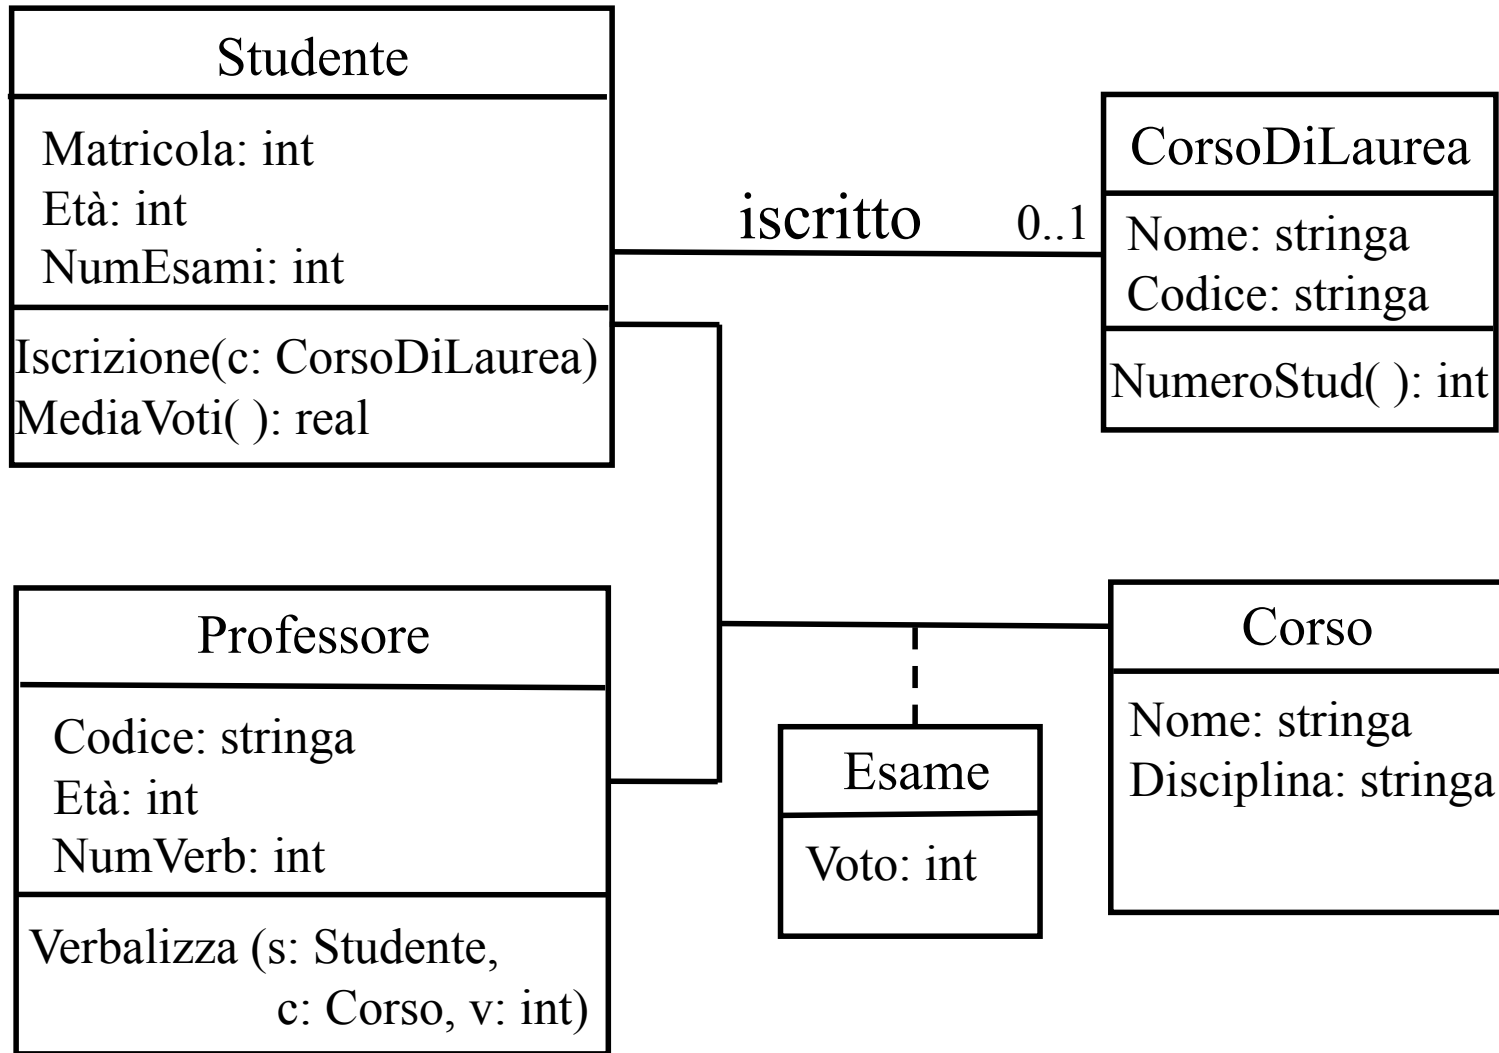 Studente
Matricola: int
Età: int
NumEsami: int
Iscrizione(c: CorsoDiLaurea)
MediaVoti( ): real
iscritto
0..1
CorsoDiLaurea
Nome: stringa
Codice: stringa
NumeroStud( ): int
Professore
Codice: stringa
Età: int
NumVerb: int
Verbalizza (s: Studente,
c: Corso, v: int)
Esame
Voto: int
Corso
Nome: stringa
Disciplina: stringa